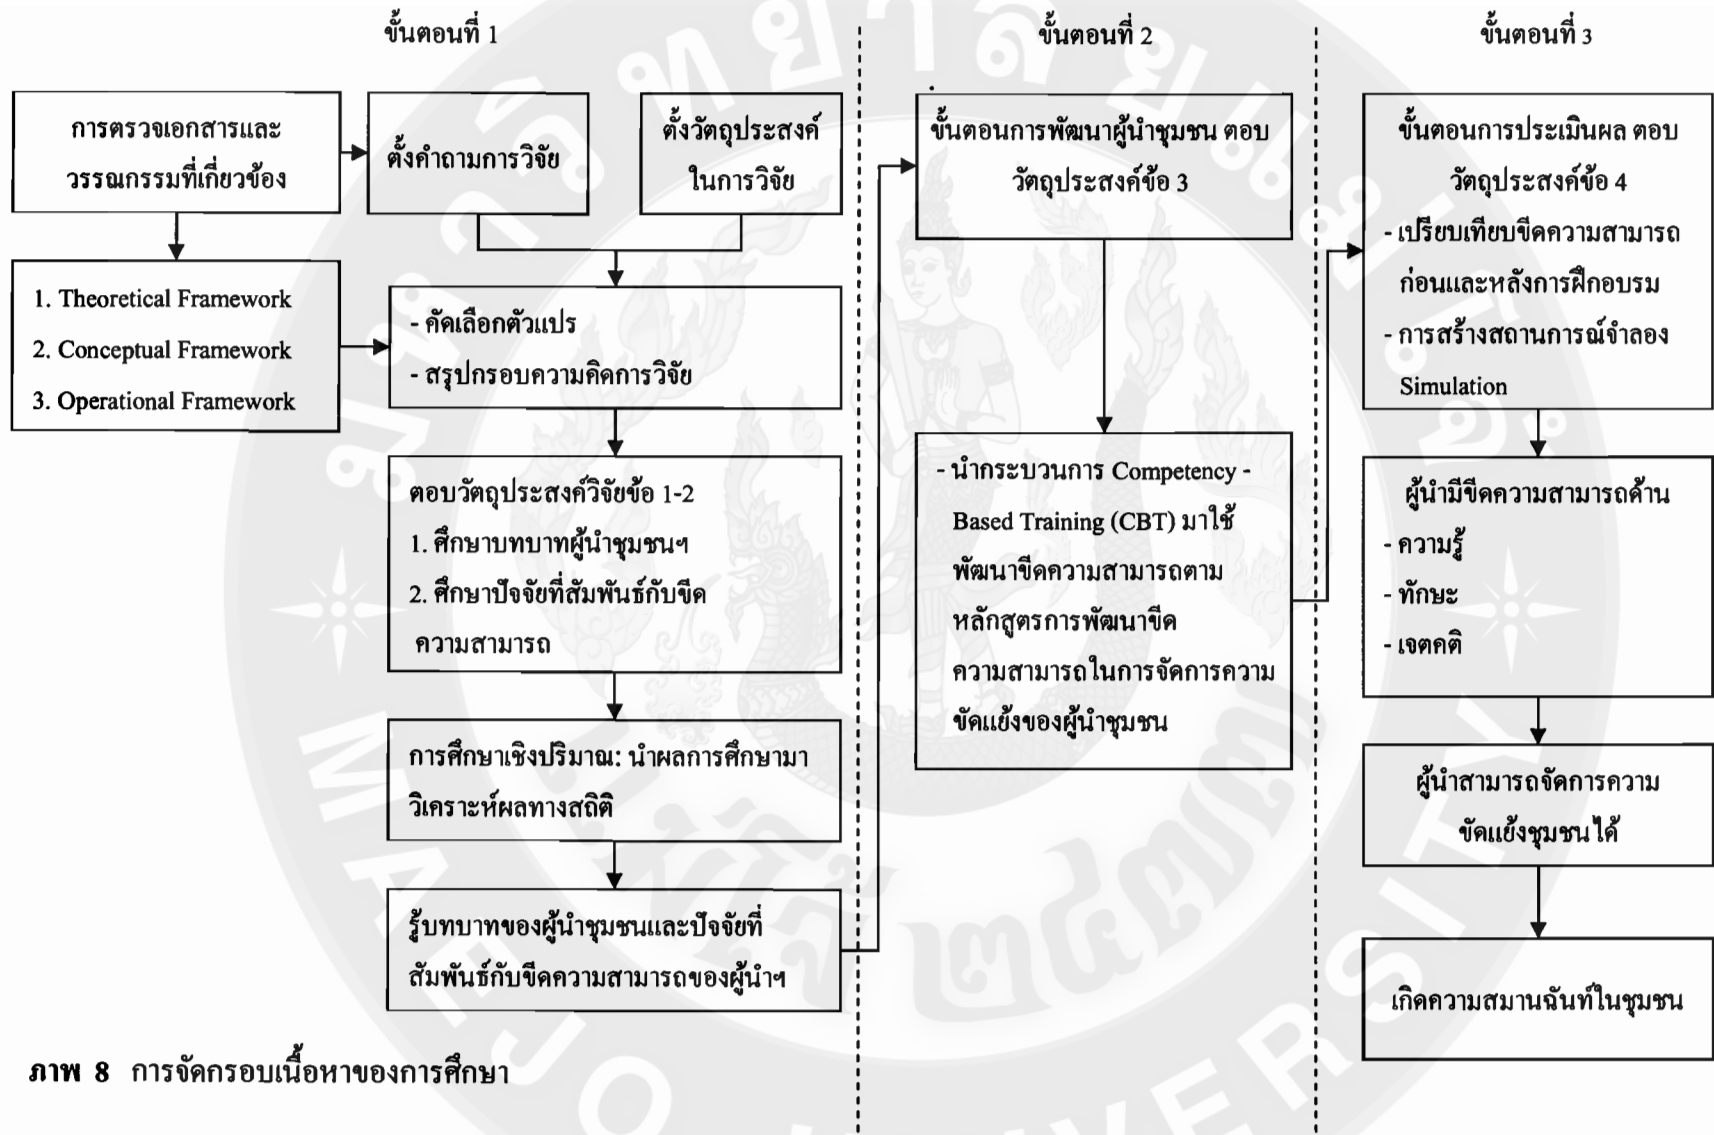 ขั้นตอนที่ 1
การตรวจเอกสารและ
วรรณกรรมที่เกี่ยวข้อง
ตั้งคำถามการวิจัย
ตั้งวัตถุประสงค์
ในการวิจัย
1. Theoretical Framework
2. Conceptual Framework
3. Operational Framework
- คัดเลือกตัวแปร
- สรุปกรอบความคิดการวิจัย
ตอบวัตถุประสงค์วิจัยข้อ 1-2
1. ศึกษาบทบาทผู้นำชุมชนฯ
2. ศึกษาปัจจัยที่สัมพันธ์กับขีด
ความสามารถ
การศึกษาเชิงปริมาณ: นำผลการศึกษามา
วิเคราะห์ผลทางสถิติ
รู้บทบาทของผู้นำชุมชนและปัจจัยที่
สัมพันธ์กับขีดความสามารถของผู้นำฯ
ขั้นตอนที่ 2
ขั้นตอนการพัฒนาผู้นำชุมชน ตอบ
วัตถุประสงค์ข้อ 3
- นำกระบวนการ Competency -
Based Training (CBT) มาใช้
พัฒนาขีดความสามารถตาม
หลักสูตรการพัฒนาขีด
ความสามารถในการจัดการความ
ขัดแย้งของผู้นำชุมชน
ขั้นตอนที่ 3
ขั้นตอนการประเมินผล ตอบ
วัตถุประสงค์ข้อ 4
- เปรียบเทียบขีดความสามารถ
ก่อนและหลังการฝึกอบรม
- การสร้างสถานการณ์จำลอง
Simulation
ผู้นำมีขีดความสามารถด้าน
- ความรู้
- ทักษะ
- เจตคติ
ผู้นำสามารถจัดการความ
ขัดแย้งชุมชนได้
เกิดความสมานฉันท์ในชุมชน
ภาพ 8 การจัดกรอบเนื้อหาของการศึกษา
มหาวิทยาลัยแม่โจ้
MAEJO UNIVERSITY